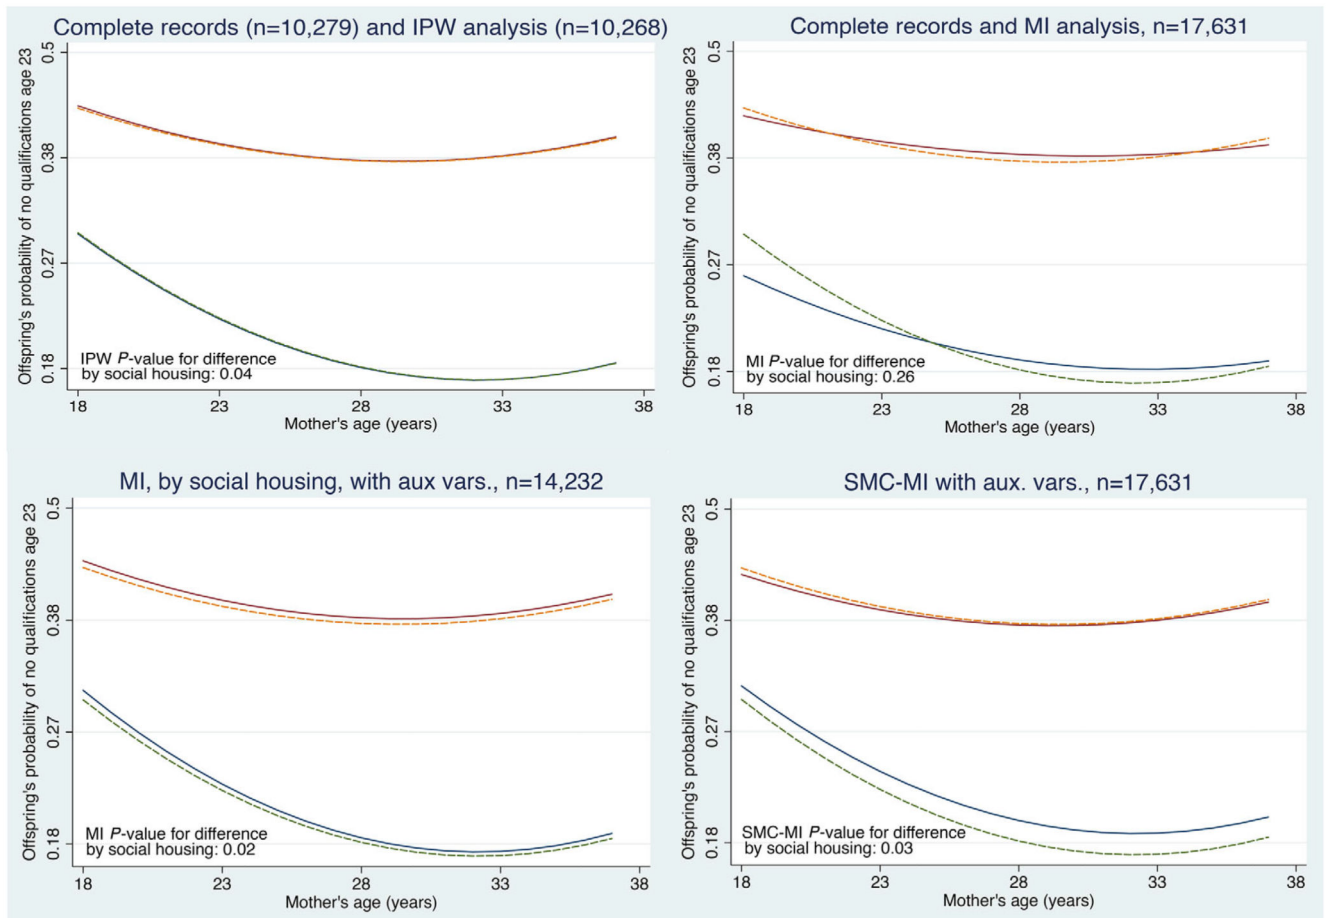 Complete records (n=10,279) and IPW analysis (n=10,268)
Offspring's probability of no qualifications age 23
0.5
0.38
0.27
0.18
IPW P-value for difference
by social housing: 0.04
18 23 28 33 38
Mother's age (years)
Complete records and MI analysis, n=17,631
Offspring's probability of no qualifications age 23
0.5
0.38
0.27
0.18
MI P-value for difference
by social housing: 0.26
18 23 28 33 38
Mother's age (years)
MI, by social housing, with aux vars., n=14,232
Offspring's probability of no qualifications age 23
0.5
0.38
0.27
0.18
MI P-value for difference
by social housing: 0.02
18 23 28 33 38
Mother's age (years)
SMC-MI with aux. vars., n=17,631
Offspring's probability of no qualifications age 23
0.5
0.38
0.27
0.18
SMC-MI P-value for difference
by social housing: 0.03
18 23 28 33 38
Mother's age (years)